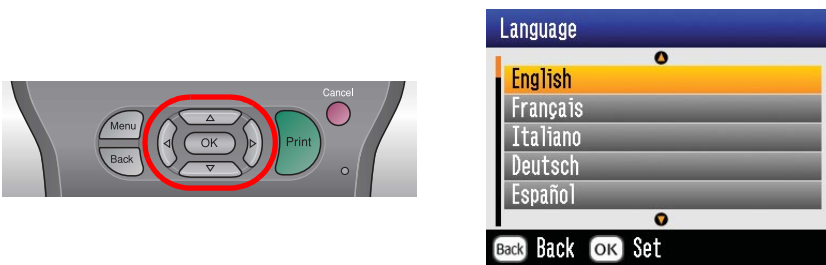 Cancel
Menu
OK
Print
Back
Language
English
Français
Italiano
Deutsch
Español
Back Back OK Set